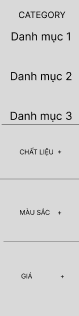 CATEGORY
Danh mục 1
Danh mục 2
Danh mục 3
CHẤT LIỆU +
MÀU SẮC +
GIÁ +